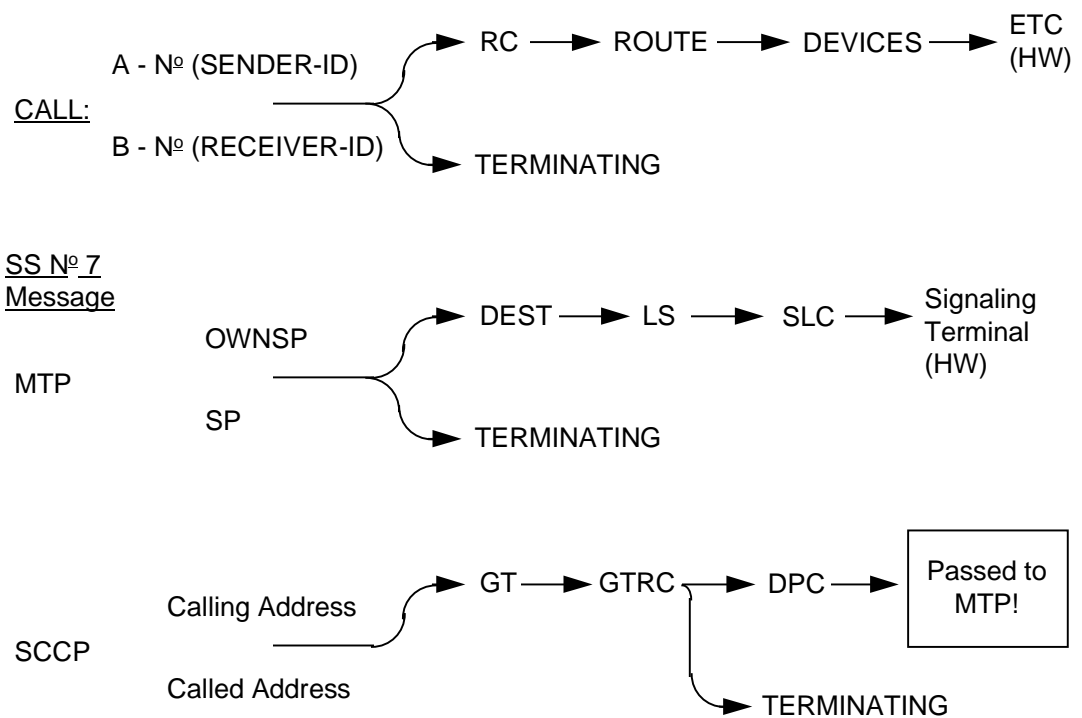 A - Nº (SENDER-ID)
CALL:
B - Nº (RECEIVER-ID)
RC
ROUTE
DEVICES
ETC
(HW)
TERMINATING
SS Nº 7
Message
MTP
OWNSP
SP
DEST
LS
SLC
Signaling
Terminal
(HW)
TERMINATING
SCCP
Calling Address
Called Address
GT
GTRC
DPC
Passed to
MTP!
TERMINATING